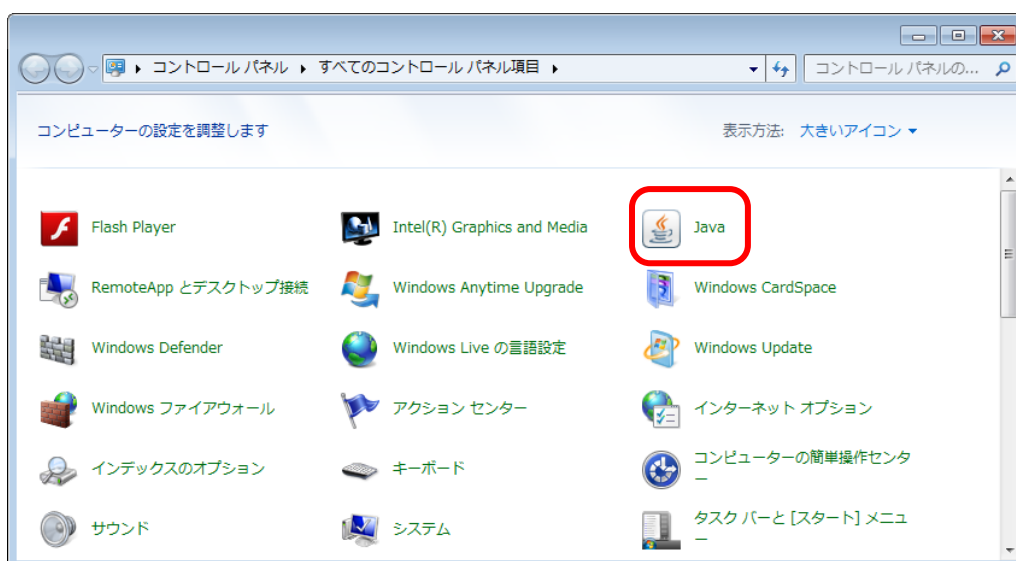 コントロール パネル ▸ すべてのコントロール パネル項目 ▸
コントロール パネルの...
コンピューターの設定を調整します
表示方法: 大きいアイコン ▼
Flash Player
Intel(R) Graphics and Media
Java
RemoteApp とデスクトップ接続
Windows Anytime Upgrade
Windows CardSpace
Windows Defender
Windows Live の言語設定
Windows Update
Windows ファイアウォール
アクション センター
インターネット オプション
インデックスのオプション
キーボード
コンピューターの簡単操作センタ
ー
サウンド
システム
タスク バーと [スタート] メニュ
ー